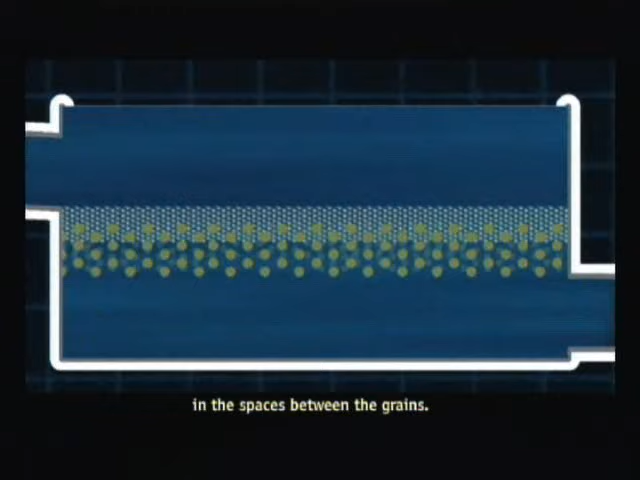 in the spaces between the grains.